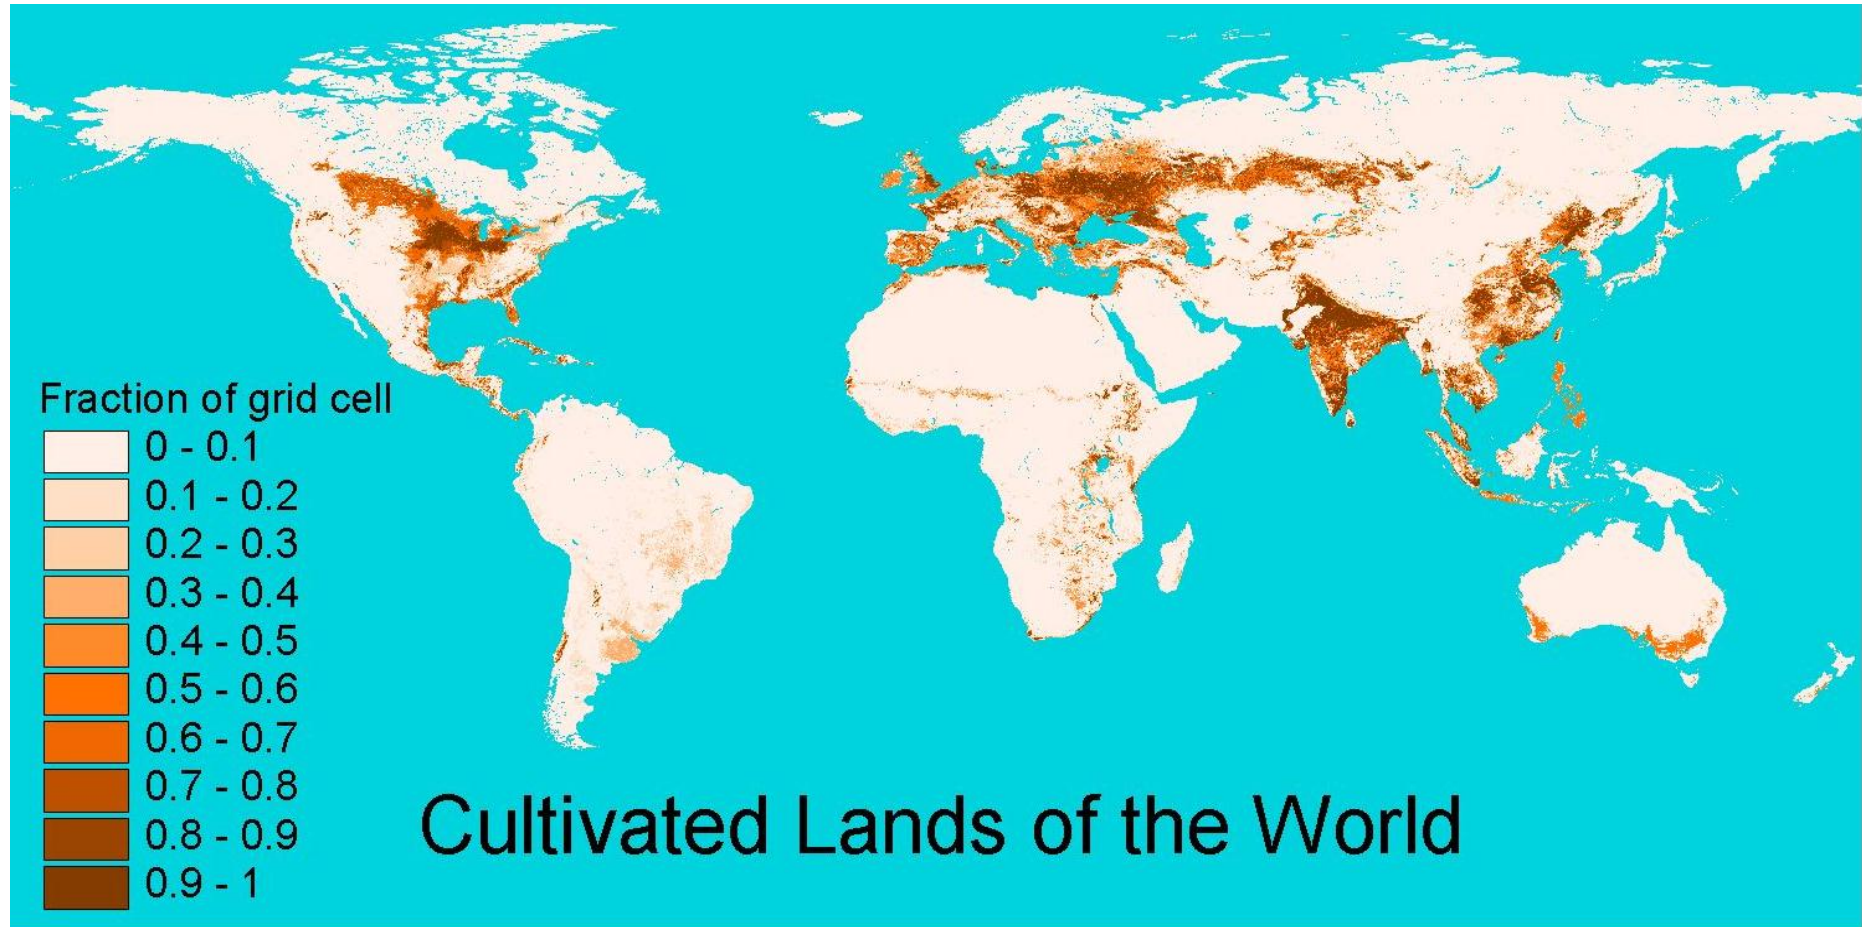 Fraction of grid cell
0 - 0.1
0.1 - 0.2
0.2 - 0.3
0.3 - 0.4
0.4 - 0.5
0.5 - 0.6
0.6 - 0.7
0.7 - 0.8
0.8 - 0.9
0.9 - 1
Cultivated Lands of the World